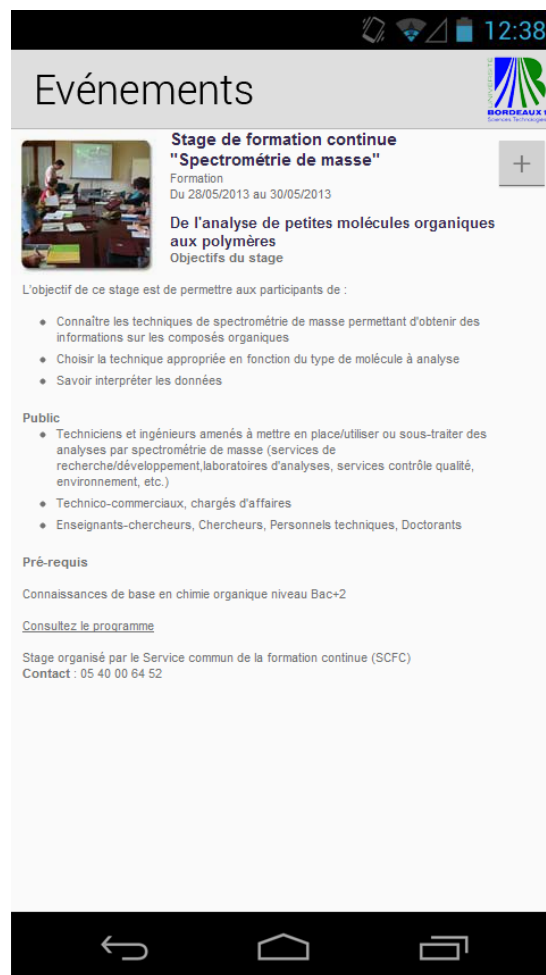 12:38
Evénements
UNIVERSITE
BORDEAUX 1
Sciences Technologies
Stage de formation continue
"Spectrométrie de masse"
Formation
Du 28/05/2013 au 30/05/2013
+
De l'analyse de petites molécules organiques
aux polymères
Objectifs du stage
L'objectif de ce stage est de permettre aux participants de :
• Connaître les techniques de spectrométrie de masse permettant d'obtenir des
informations sur les composés organiques
• Choisir la technique appropriée en fonction du type de molécule à analyse
• Savoir interpréter les données
Public
• Techniciens et ingénieurs amenés à mettre en place/utiliser ou sous-traiter des
analyses par spectrométrie de masse (services de
recherche/développement,laboratoires d'analyses, services contrôle qualité,
environnement, etc.)
• Technico-commerciaux, chargés d'affaires
• Enseignants-chercheurs, Chercheurs, Personnels techniques, Doctorants
Pré-requis
Connaissances de base en chimie organique niveau Bac+2
Consultez le programme
Stage organisé par le Service commun de la formation continue (SCFC)
Contact : 05 40 00 64 52